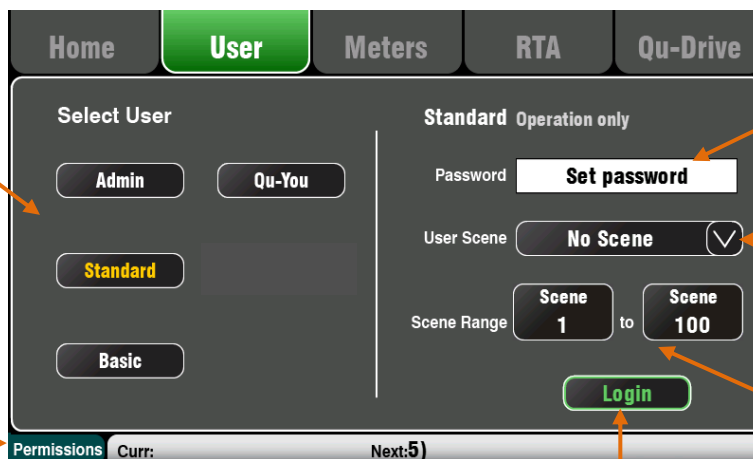 Home User Meters RTA Qu-Drive
Select User
Admin Qu-You
Standard
Basic
Standard Operation only
Password Set password
User Scene No Scene
Scene Range Scene 1 to Scene 100
Login
Permissions Curr: Next:5)